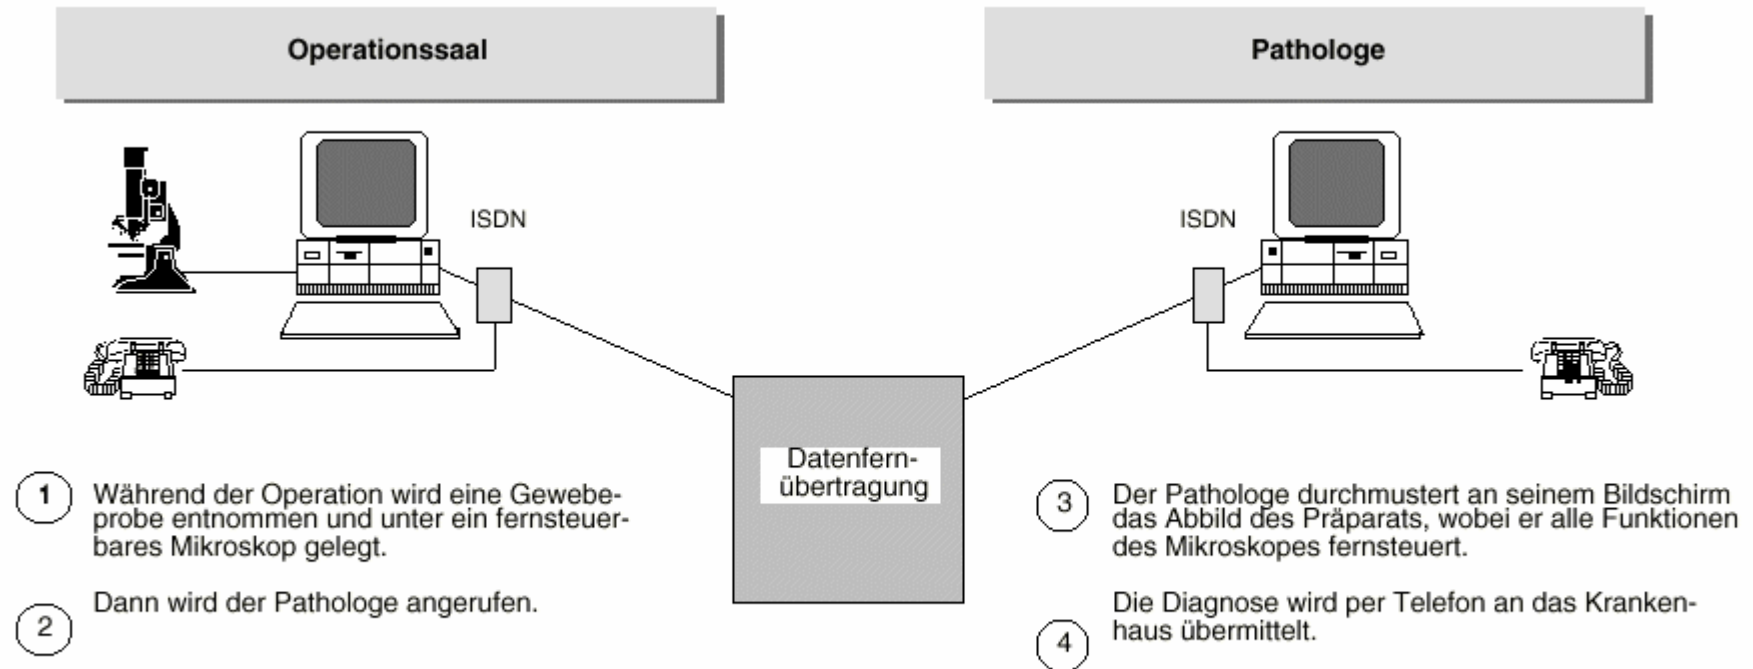 Operationssaal
Pathologe
ISDN
ISDN
Datenfern-
übertragung
1
Während der Operation wird eine Gewebe-
probe entnommen und unter ein fernsteuer-
bares Mikroskop gelegt.
2
Dann wird der Pathologe angerufen.
3
Der Pathologe durchmustert an seinem Bildschirm
das Abbild des Präparats, wobei er alle Funktionen
des Mikroskopes fernsteuert.
4
Die Diagnose wird per Telefon an das Kranken-
haus übermittelt.